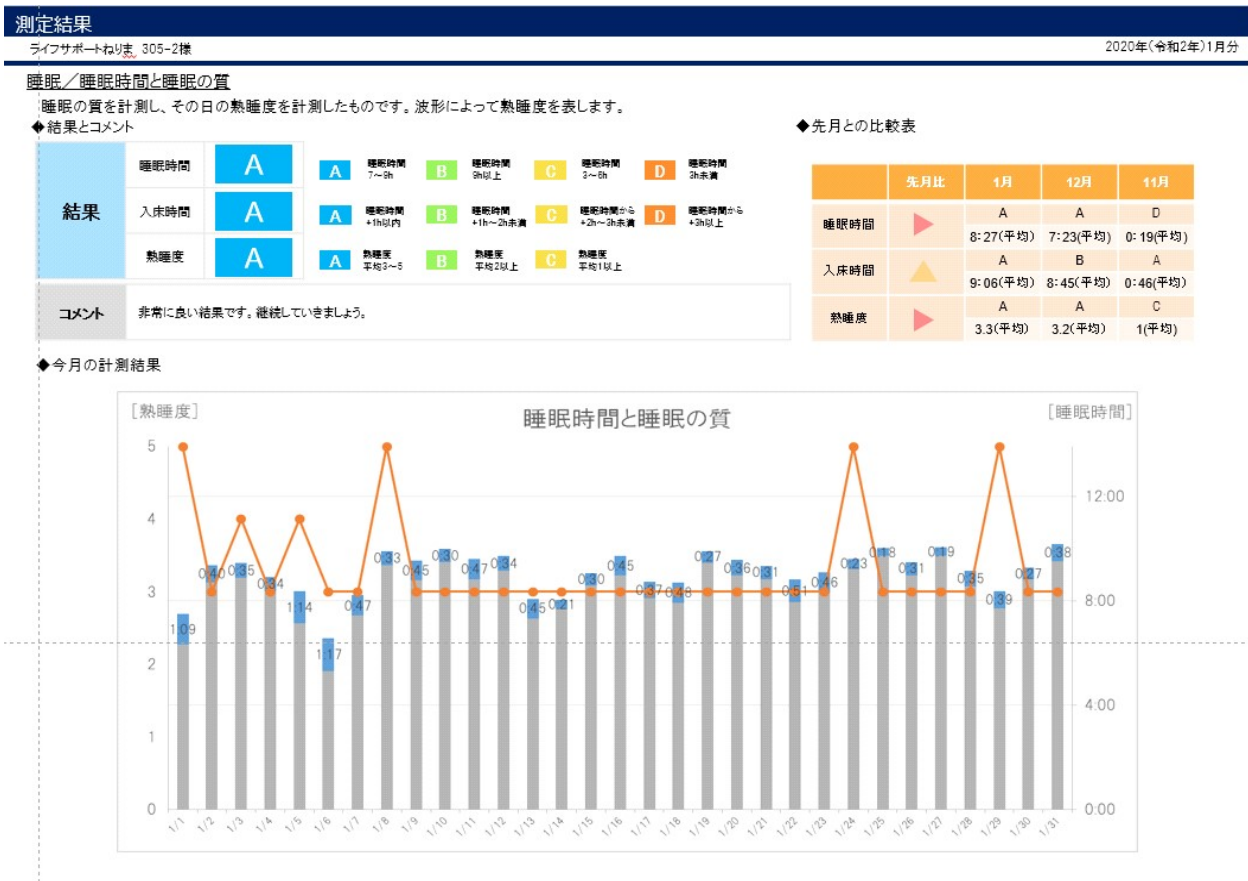 測定結果
ライフサポートねりま 305-2様
2020年(令和2年)1月分
睡眠／睡眠時間と睡眠の質
睡眠の質を計測し、その日の熟睡度を計測したものです。波形によって熟睡度を表します。
◆結果とコメント
結果
睡眠時間 A
A 睡眠時間 7～9h B 睡眠時間 9h以上 C 睡眠時間 3～6h D 睡眠時間 3h未満
入床時間 A
A 睡眠時間 +1h以内 B 睡眠時間 +1h～2h未満 C 睡眠時間から +2h～3h未満 D 睡眠時間から +3h以上
熟睡度 A
A 熟睡度 平均3～5 B 熟睡度 平均2以上 C 熟睡度 平均1以上
コメント 非常に良い結果です。継続していきましょう。
◆先月との比較表
先月比 1月 12月 11月
睡眠時間 A A D
8:27(平均) 7:23(平均) 0:19(平均)
入床時間 A B A
9:06(平均) 8:45(平均) 0:46(平均)
熟睡度 A A C
3.3(平均) 3.2(平均) 1(平均)
◆今月の計測結果
[熟睡度]
睡眠時間と睡眠の質
[睡眠時間]
5
4
3
2
1
0
12:00
8:00
4:00
0:00
1:09 0:40 0:35 0:34 1:14 1:17 0:47 0:33 0:45 0:30 0:47 0:34 0:45 0:21 0:30 0:45 0:37 0:48 0:27 0:36 0:31 0:51 0:46 0:23 0:18 0:31 0:19 0:35 0:39 0:27 0:38
1/1 1/2 1/3 1/4 1/5 1/6 1/7 1/8 1/9 1/10 1/11 1/12 1/13 1/14 1/15 1/16 1/17 1/18 1/19 1/20 1/21 1/22 1/23 1/24 1/25 1/26 1/27 1/28 1/29 1/30 1/31